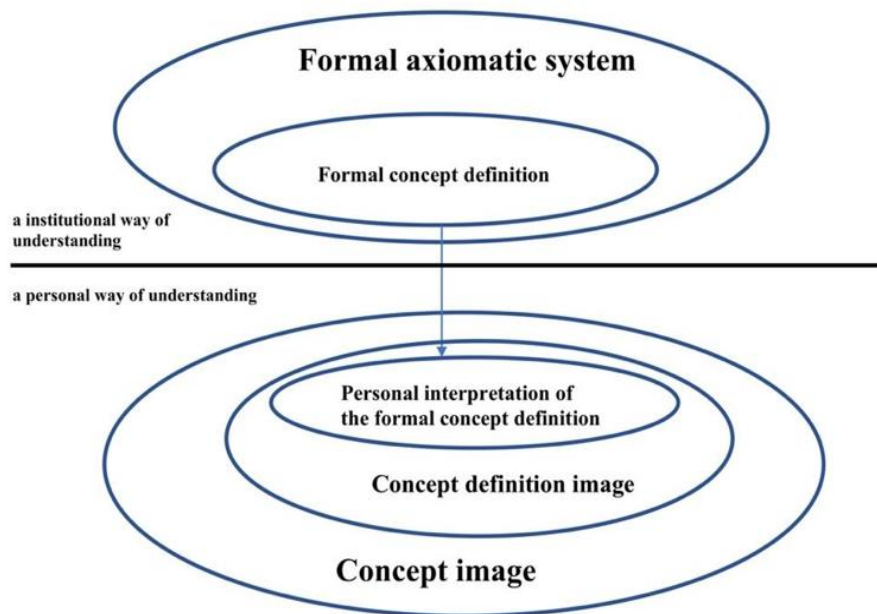 Formal axiomatic system
Formal concept definition
a institutional way of
understanding
a personal way of understanding
Personal interpretation of
the formal concept definition
Concept definition image
Concept image